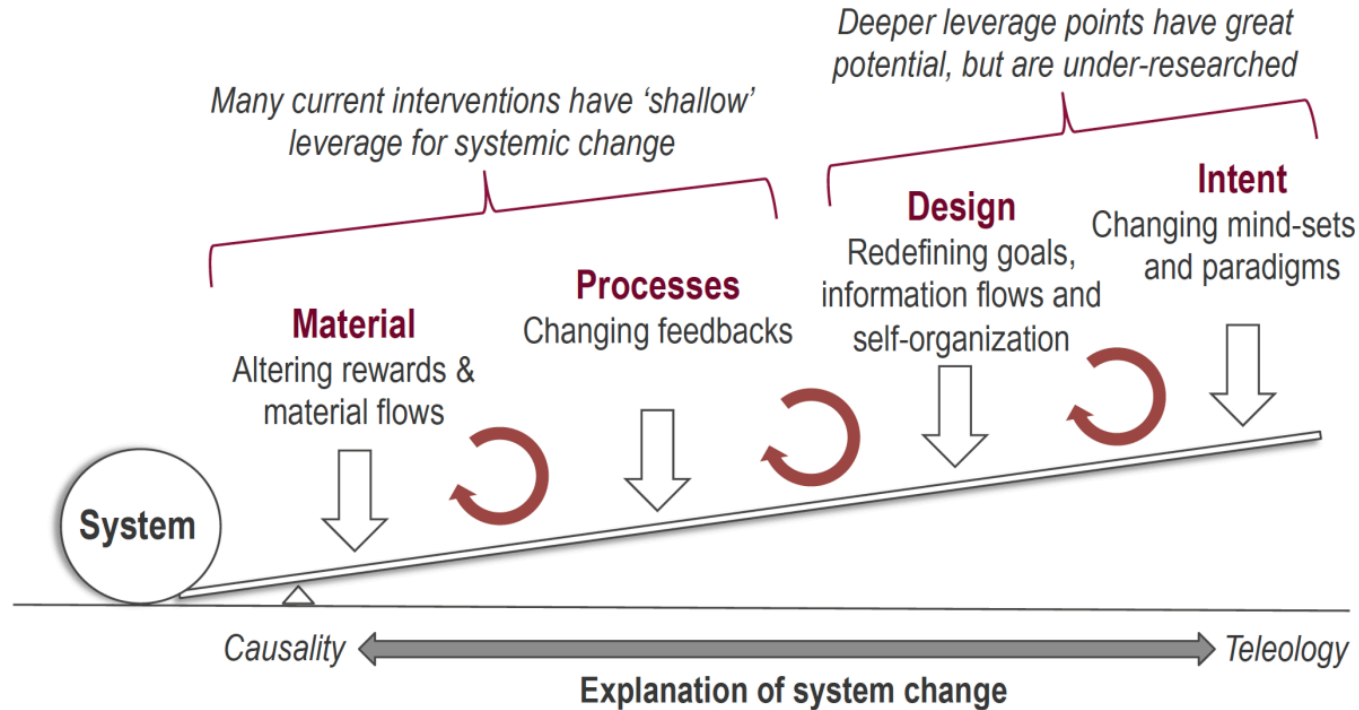 Deeper leverage points have great
potential, but are under-researched
Many current interventions have ‘shallow’
leverage for systemic change
Material
Altering rewards &
material flows
Processes
Changing feedbacks
Design
Redefining goals,
information flows and
self-organization
Intent
Changing mind-sets
and paradigms
System
Causality
Teleology
Explanation of system change